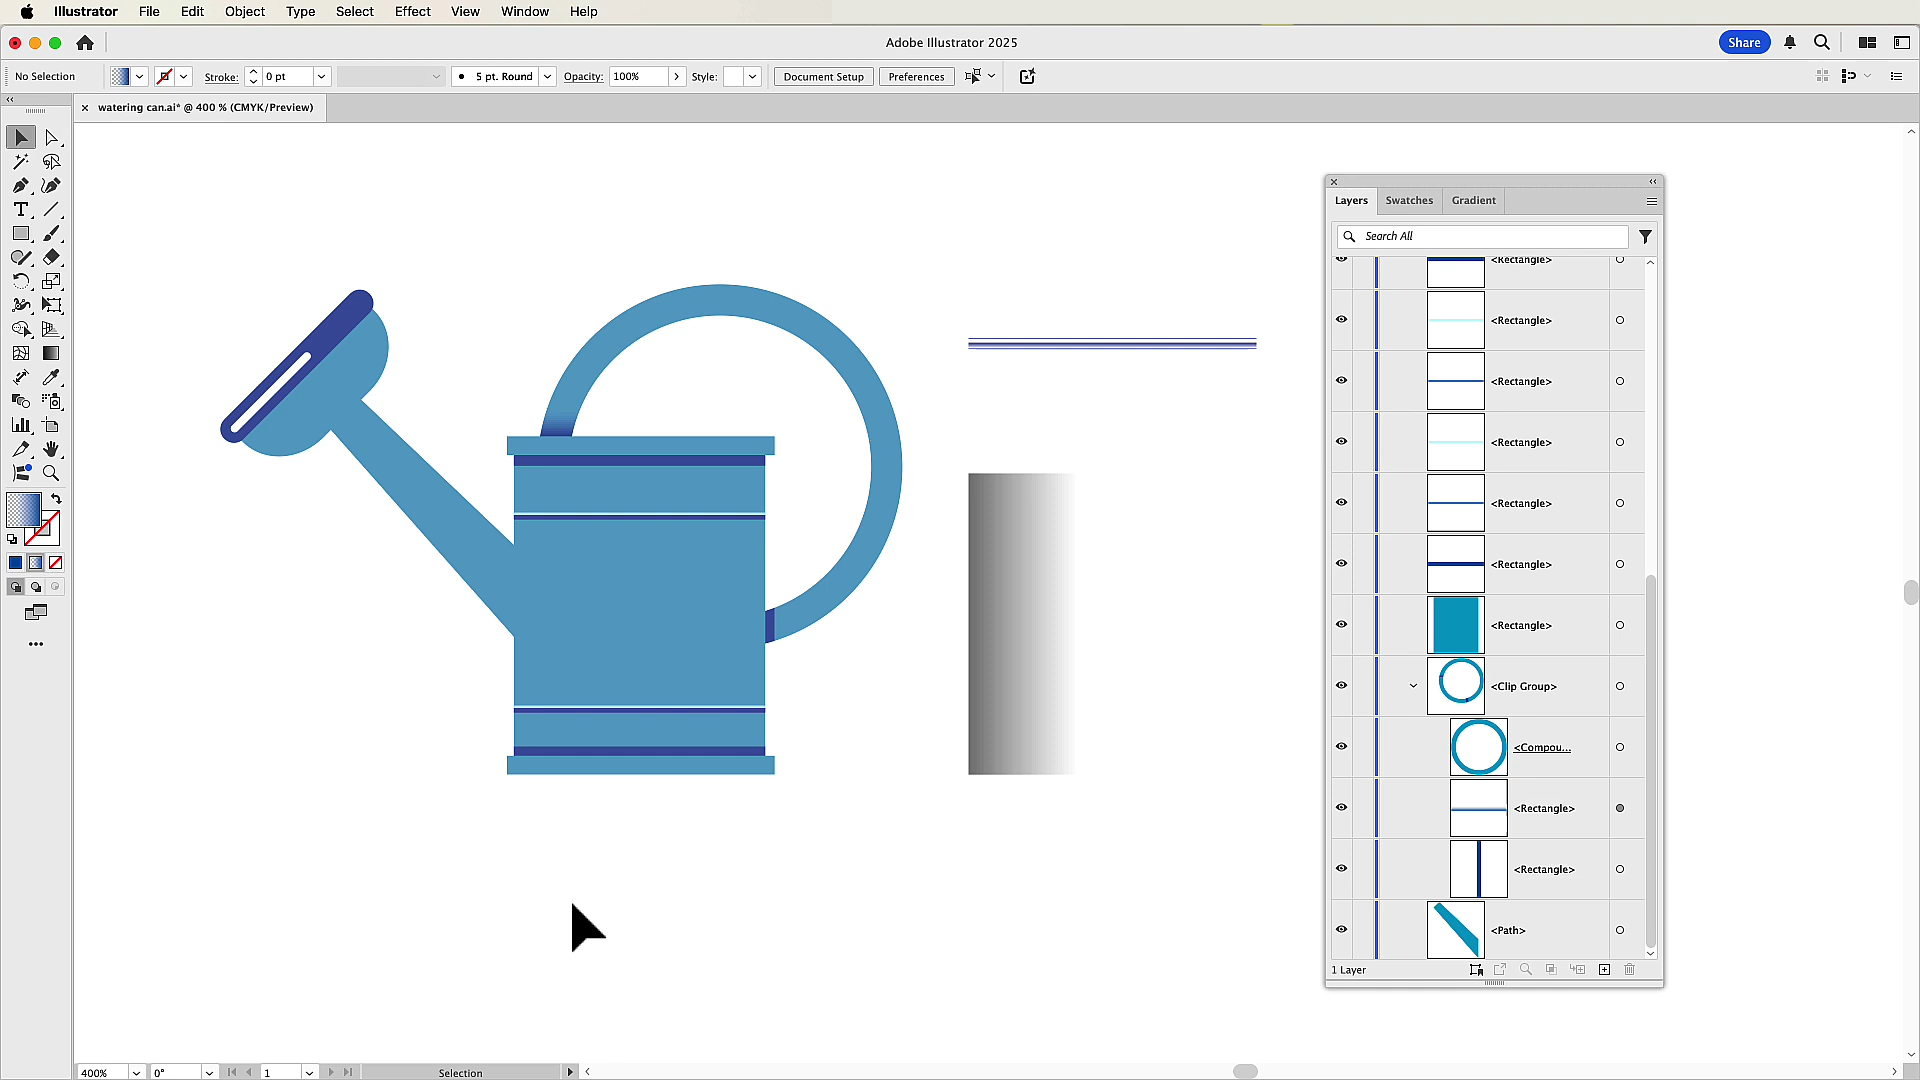 Illustrator File Edit Object Type Select Effect View Window Help
Adobe Illustrator 2025
Share
No Selection
Stroke:
0 pt
5 pt. Round
Opacity:
100%
Style:
Document Setup
Preferences
watering can.ai* @ 400 % (CMYK/Preview)
Layers
Swatches
Gradient
Search All
<Rectangle>
<Rectangle>
<Rectangle>
<Rectangle>
<Rectangle>
<Rectangle>
<Rectangle>
<Clip Group>
<Compou...
<Rectangle>
<Rectangle>
<Path>
1 Layer
400%
0°
1
Selection